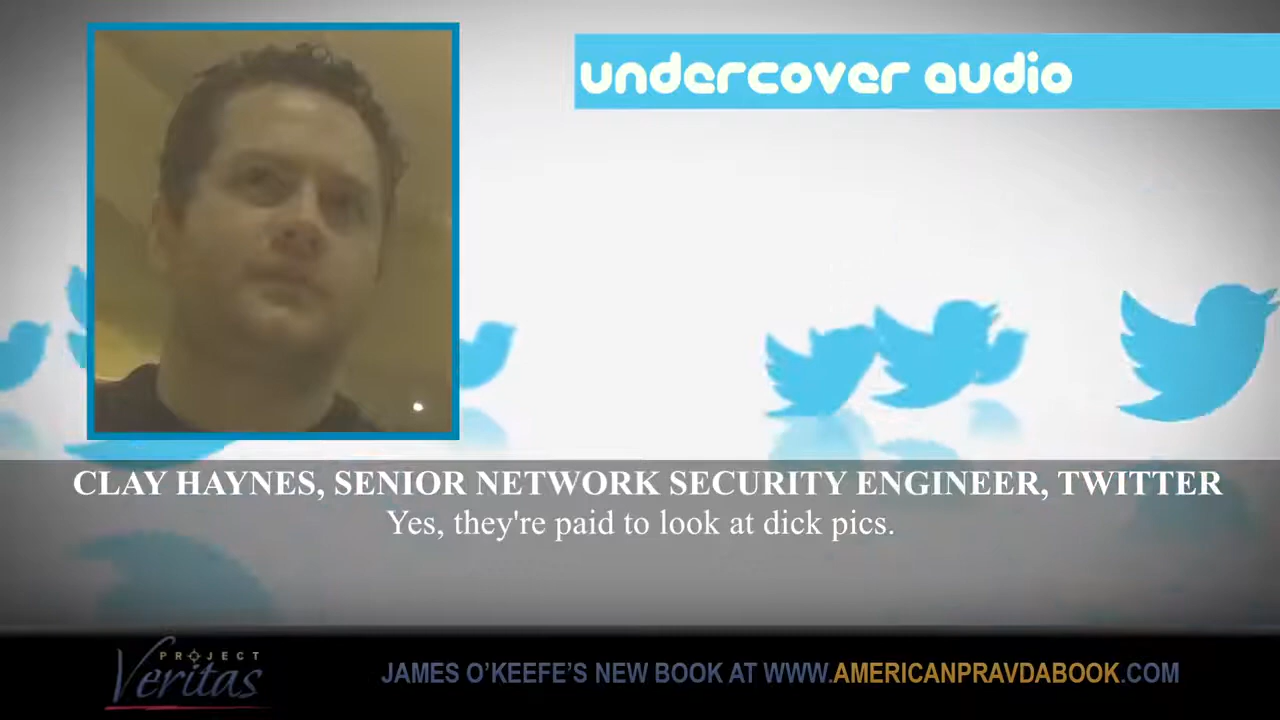 undercover audio
CLAY HAYNES, SENIOR NETWORK SECURITY ENGINEER, TWITTER
Yes, they're paid to look at dick pics.
PROJECT
Veritas
JAMES O'KEEFE'S NEW BOOK AT WWW.AMERICANPRAVDABOOK.COM